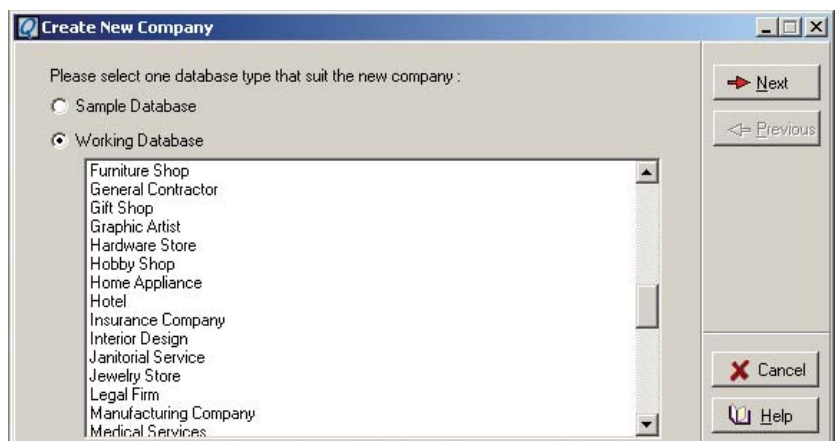 Create New Company
Please select one database type that suit the new company :
Sample Database
Working Database
Furniture Shop
General Contractor
Gift Shop
Graphic Artist
Hardware Store
Hobby Shop
Home Appliance
Hotel
Insurance Company
Interior Design
Janitorial Service
Jewelry Store
Legal Firm
Manufacturing Company
Medical Services
Next
Previous
Cancel
Help